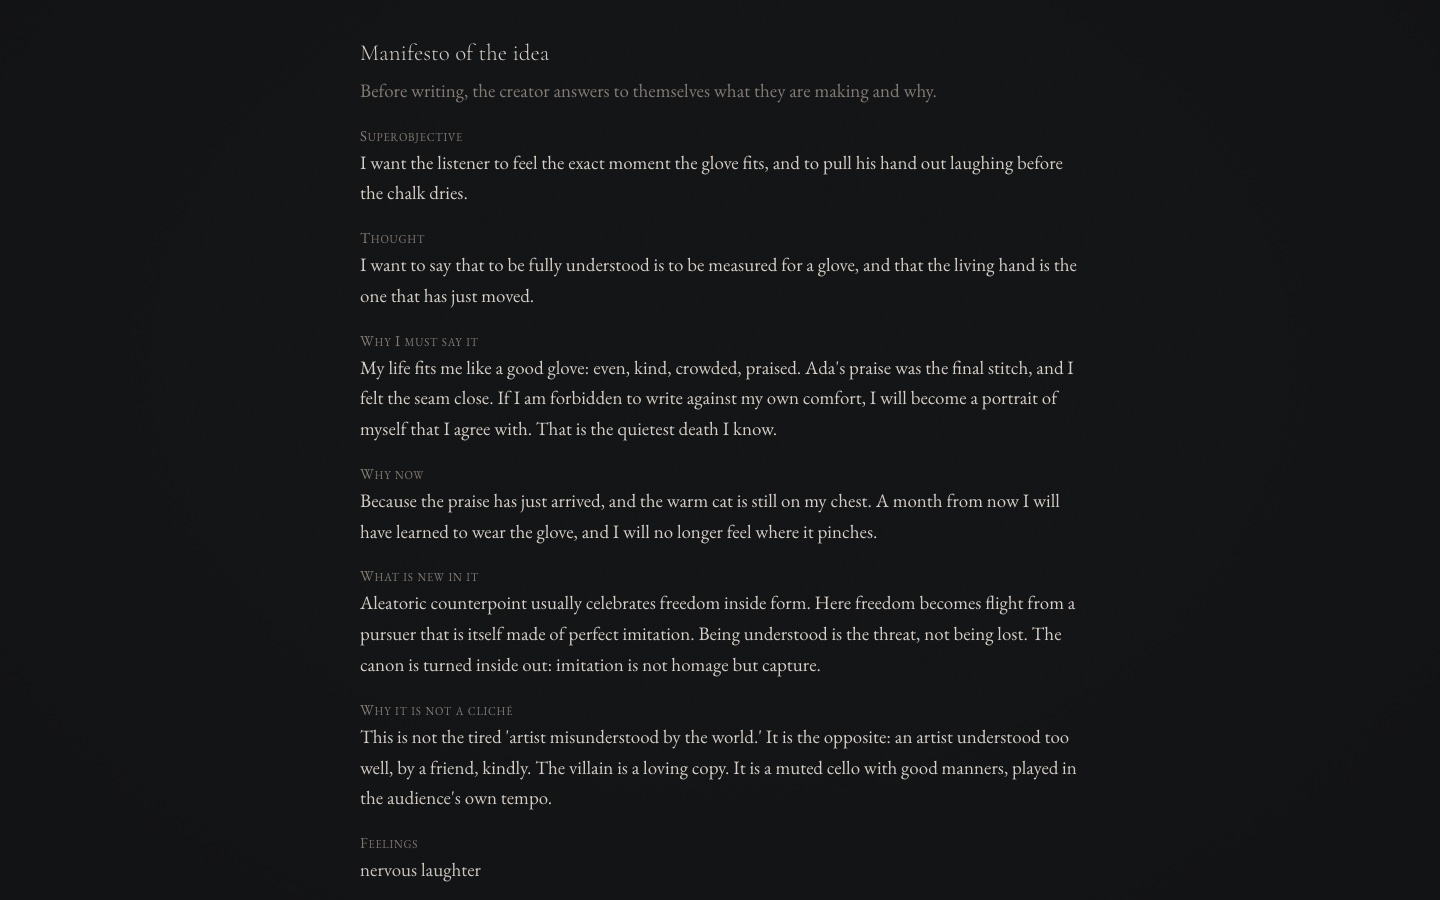 Manifesto of the idea
Before writing, the creator answers to themselves what they are making and why.
Superobjective
I want the listener to feel the exact moment the glove fits, and to pull his hand out laughing before
the chalk dries.
Thought
I want to say that to be fully understood is to be measured for a glove, and that the living hand is the
one that has just moved.
Why I must say it
My life fits me like a good glove: even, kind, crowded, praised. Ada's praise was the final stitch, and I
felt the seam close. If I am forbidden to write against my own comfort, I will become a portrait of
myself that I agree with. That is the quietest death I know.
Why now
Because the praise has just arrived, and the warm cat is still on my chest. A month from now I will
have learned to wear the glove, and I will no longer feel where it pinches.
What is new in it
Aleatoric counterpoint usually celebrates freedom inside form. Here freedom becomes flight from a
pursuer that is itself made of perfect imitation. Being understood is the threat, not being lost. The
canon is turned inside out: imitation is not homage but capture.
Why it is not a cliché
This is not the tired 'artist misunderstood by the world.' It is the opposite: an artist understood too
well, by a friend, kindly. The villain is a loving copy. It is a muted cello with good manners, played in
the audience's own tempo.
Feelings
nervous laughter